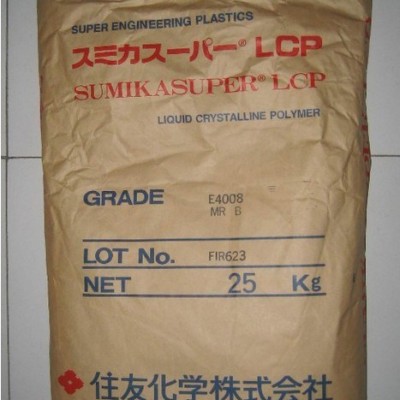 SUPER ENGINEERING PLASTICS
スミカスーパー® LCP
SUMIKASUPER® LCP
LIQUID CRYSTALLINE POLYMER
GRADE E4008
MR B
LOT No. FIR623
NET 25 Kg
住友化学株式会社